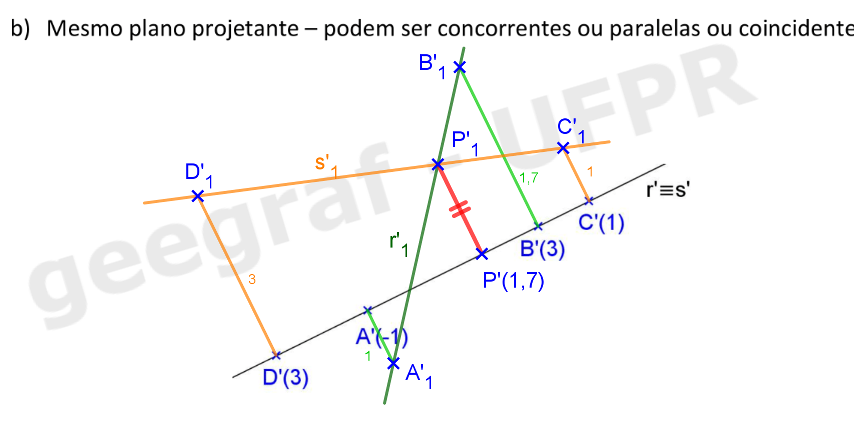 b) Mesmo plano projetante – podem ser concorrentes ou paralelas ou coincidente
B'₁
P'₁
C'₁
D'₁
s'₁
1,7
1
r'≡s'
r'₁
C'(1)
B'(3)
3
P'(1,7)
A'(-1)
1
D'(3)
A'₁
geegraf - UFPR